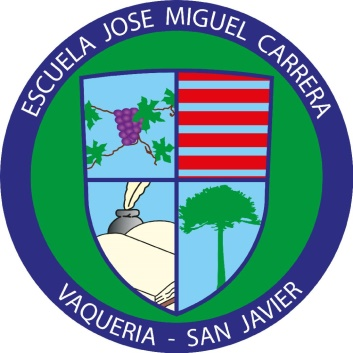 ESCUELA JOSE MIGUEL CARRERA
VAQUERIA - SAN JAVIER